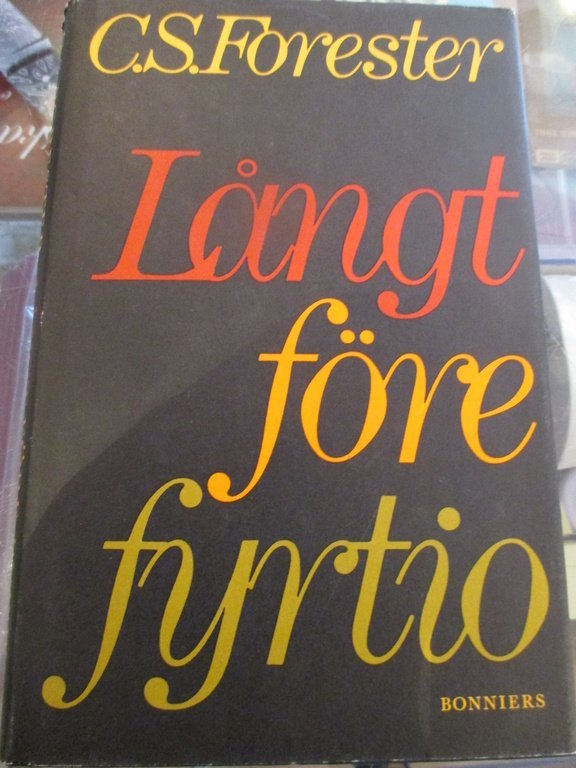 C.S.Forester
Långt
före
fyrtio
BONNIERS